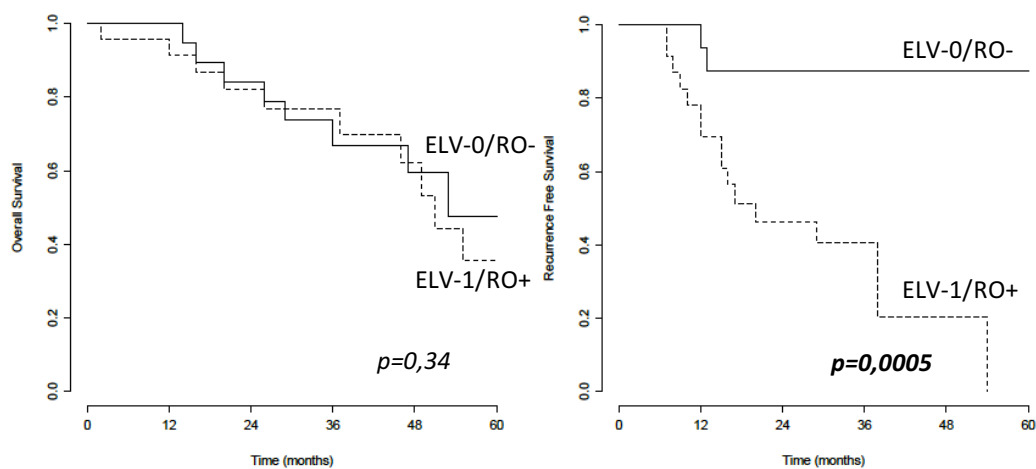 Overall Survival
1.0
0.8
0.6
0.4
0.2
0.0
ELV-0/RO-
ELV-1/RO+
p=0,34
0
12
24
36
48
60
Time (months)
Recurrence Free Survival
1.0
0.8
0.6
0.4
0.2
0.0
ELV-0/RO-
ELV-1/RO+
p=0,0005
0
12
24
36
48
60
Time (months)